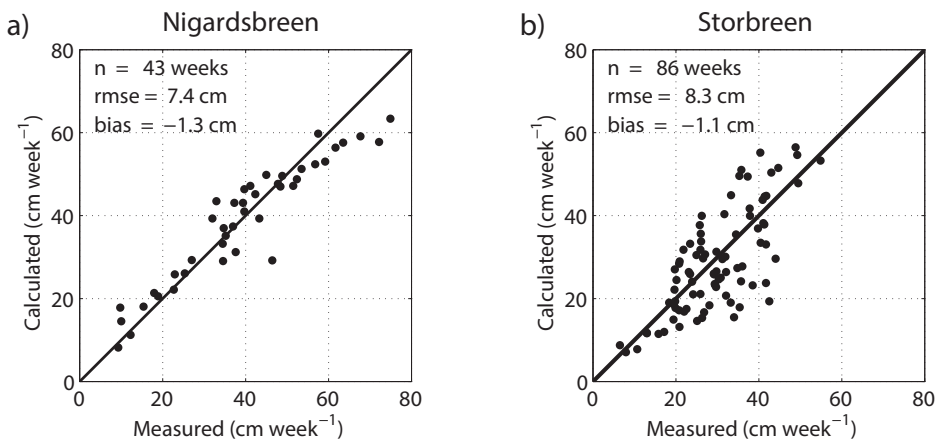 a)
Nigardsbreen
n = 43 weeks
rmse = 7.4 cm
bias = −1.3 cm
Calculated (cm week⁻¹)
80
60
40
20
0
0 20 40 60 80
Measured (cm week⁻¹)
b)
Storbreen
n = 86 weeks
rmse = 8.3 cm
bias = −1.1 cm
Calculated (cm week⁻¹)
80
60
40
20
0
0 20 40 60 80
Measured (cm week⁻¹)